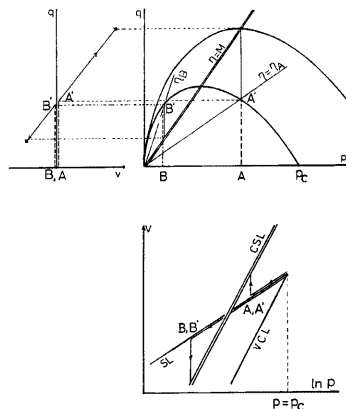 q
q
B'
A'
B, A
v
η=M
η_B
η=η_A
B'
A'
B
A
p_c
p
v
CSL
B, B'
A, A'
SL
VCL
ln p
p=p_c